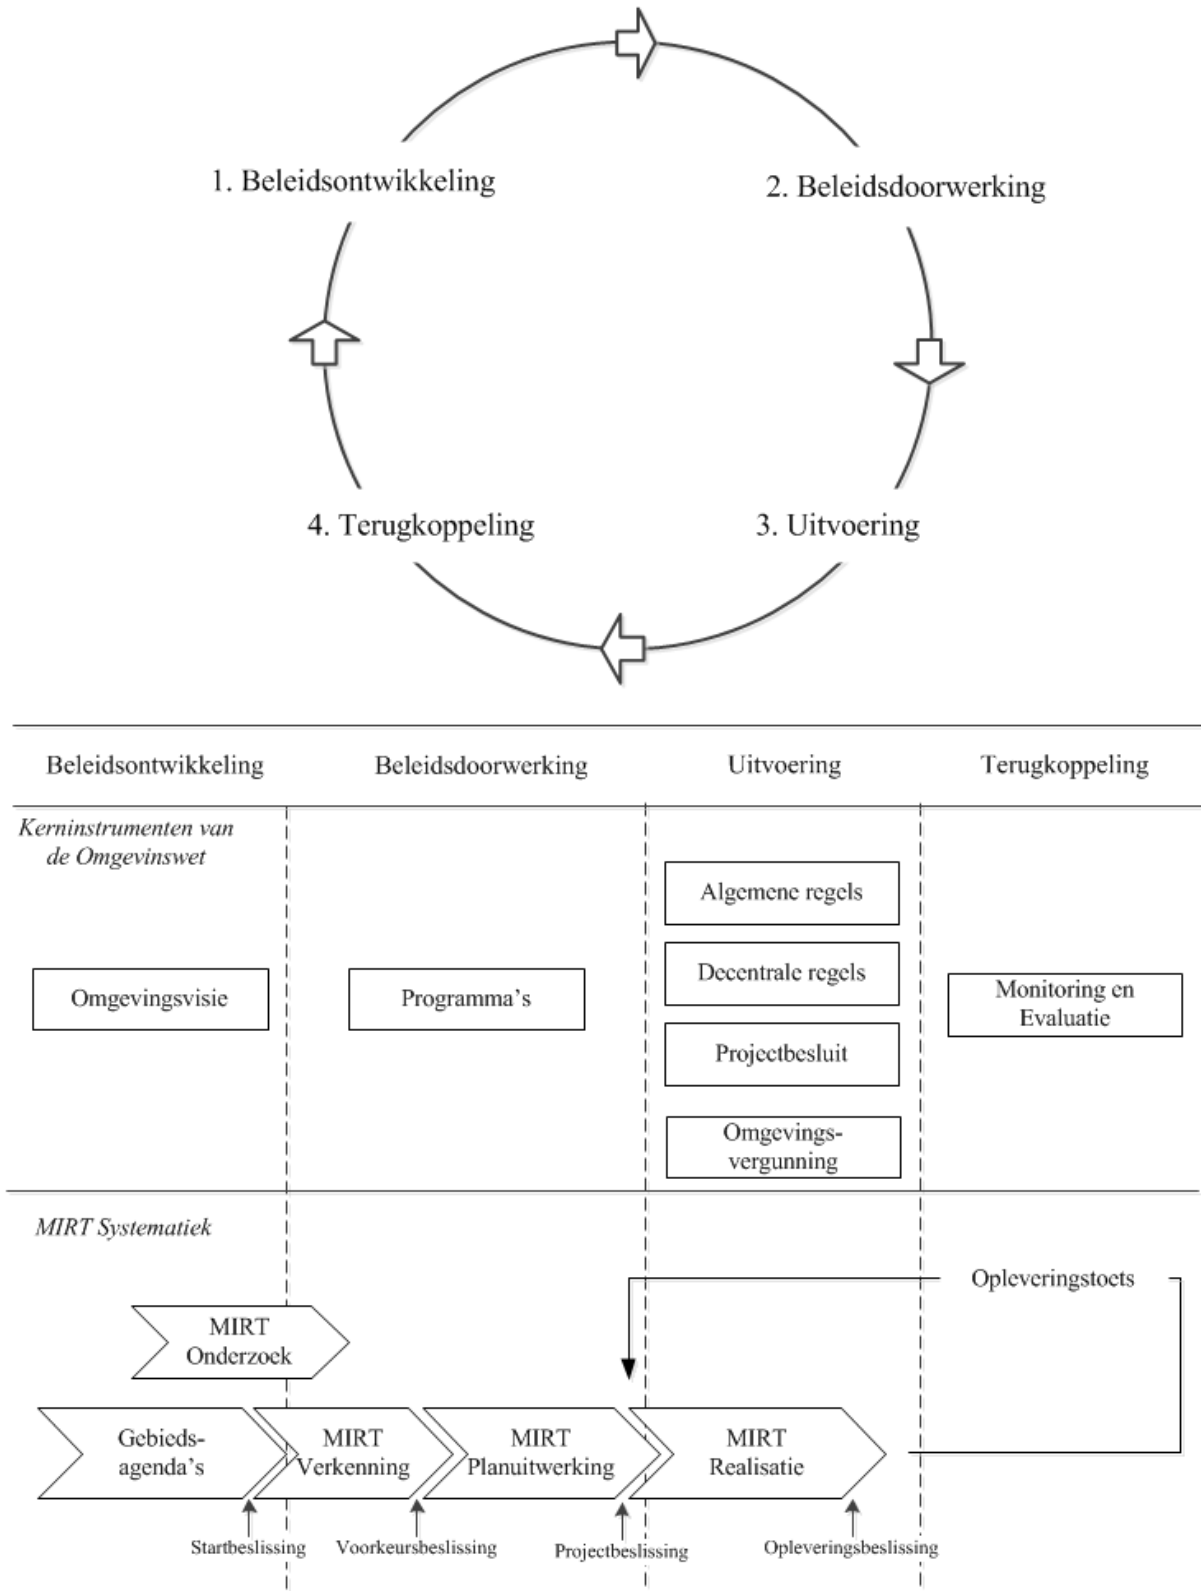 1. Beleidsontwikkeling
2. Beleidsdoorwerking
4. Terugkoppeling
3. Uitvoering
Beleidsontwikkeling
Beleidsdoorwerking
Uitvoering
Terugkoppeling
Kerninstrumenten van
de Omgevinswet
Omgevingsvisie
Programma's
Algemene regels
Decentrale regels
Projectbesluit
Omgevings-
vergunning
Monitoring en
Evaluatie
MIRT Systematiek
Opleveringstoets
MIRT
Onderzoek
Gebieds-
agenda's
MIRT
Verkenning
MIRT
Planuitwerking
MIRT
Realisatie
Startbeslissing
Voorkeursbeslissing
Projectbeslissing
Opleveringsbeslissing